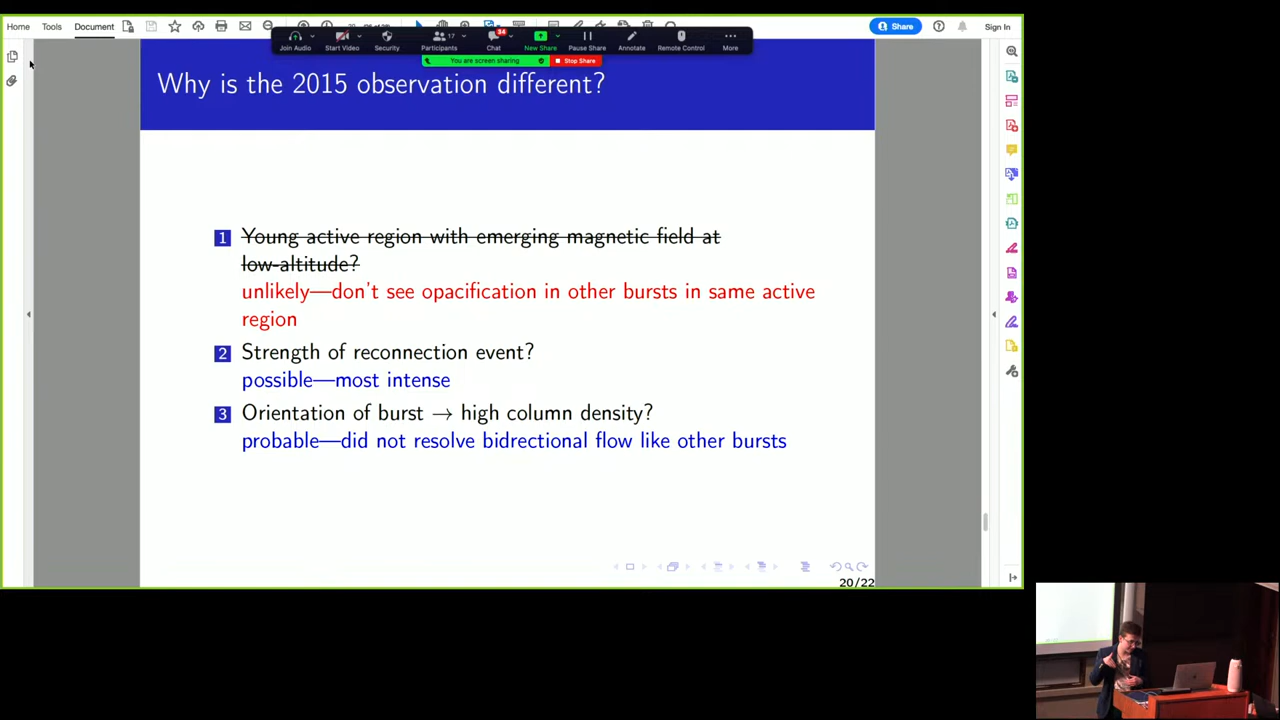 Home Tools Document Share Sign In
Join Audio Start Video Security Participants 17 Chat 34 New Share Pause Share Annotate Remote Control More
You are screen sharing Stop Share
Why is the 2015 observation different?
1 Young active region with emerging magnetic field at
low-altitude?
unlikely—don't see opacification in other bursts in same active
region
2 Strength of reconnection event?
possible—most intense
3 Orientation of burst → high column density?
probable—did not resolve bidrectional flow like other bursts
20/22